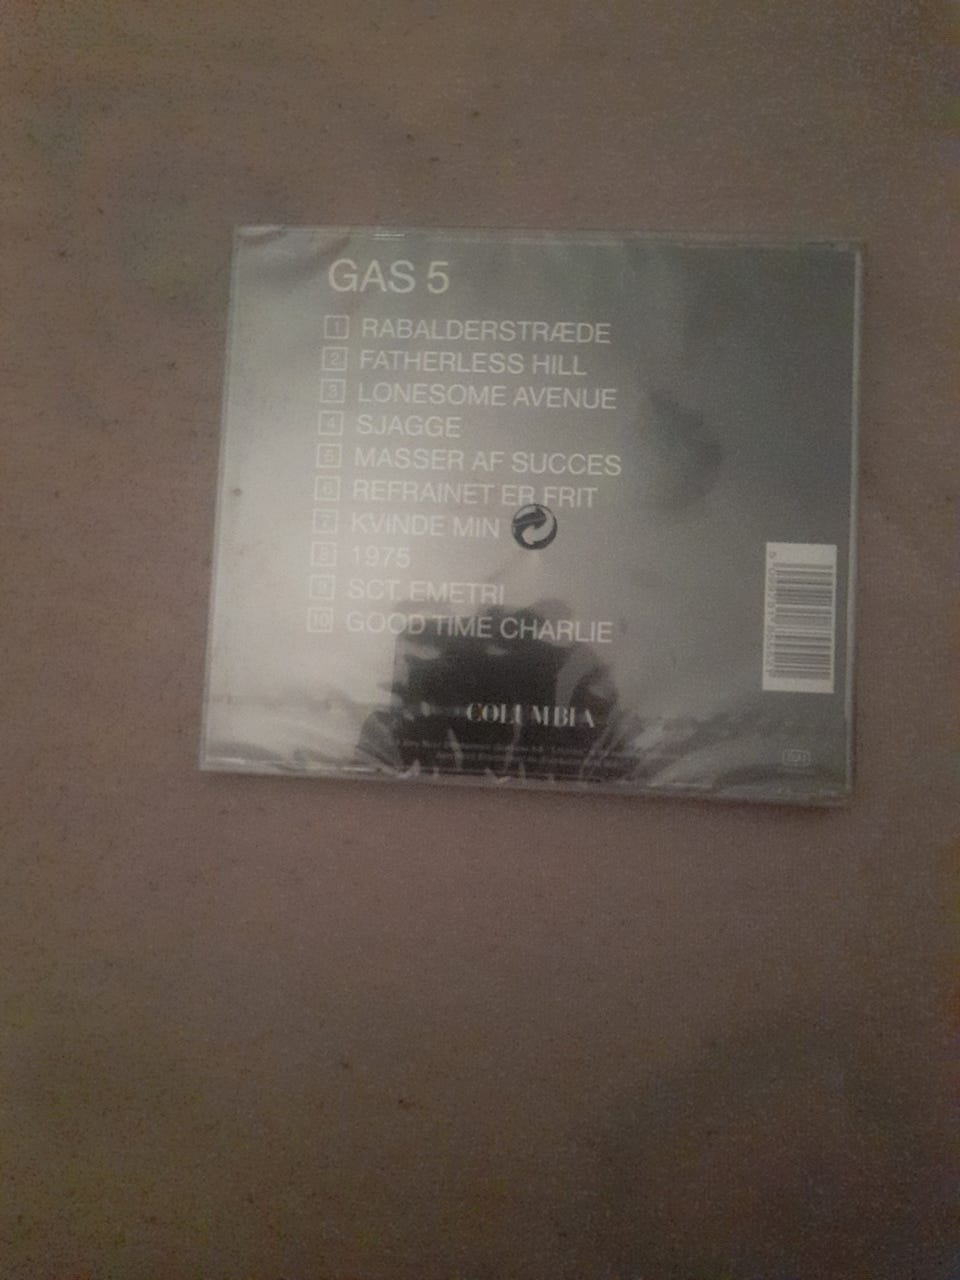 GAS 5
1 RABALDERSTRÆDE
2 FATHERLESS HILL
3 LONESOME AVENUE
4 SJAGGE
5 MASSER AF SUCCES
6 REFRAINET ER FRIT
7 KVINDE MIN
8 1975
9 SCT. EMETRI
10 GOOD TIME CHARLIE
COLUMBIA